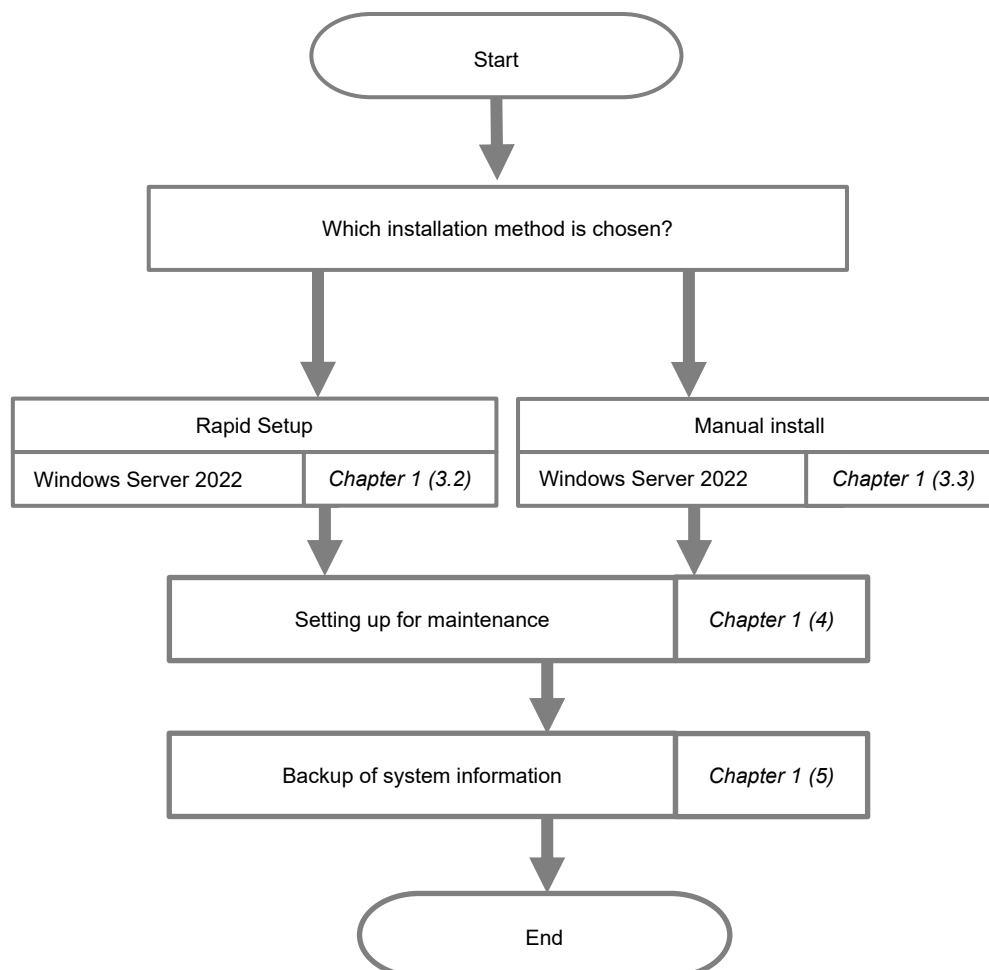 Start
Which installation method is chosen?
Rapid Setup
Windows Server 2022
Chapter 1 (3.2)
Manual install
Windows Server 2022
Chapter 1 (3.3)
Setting up for maintenance
Chapter 1 (4)
Backup of system information
Chapter 1 (5)
End